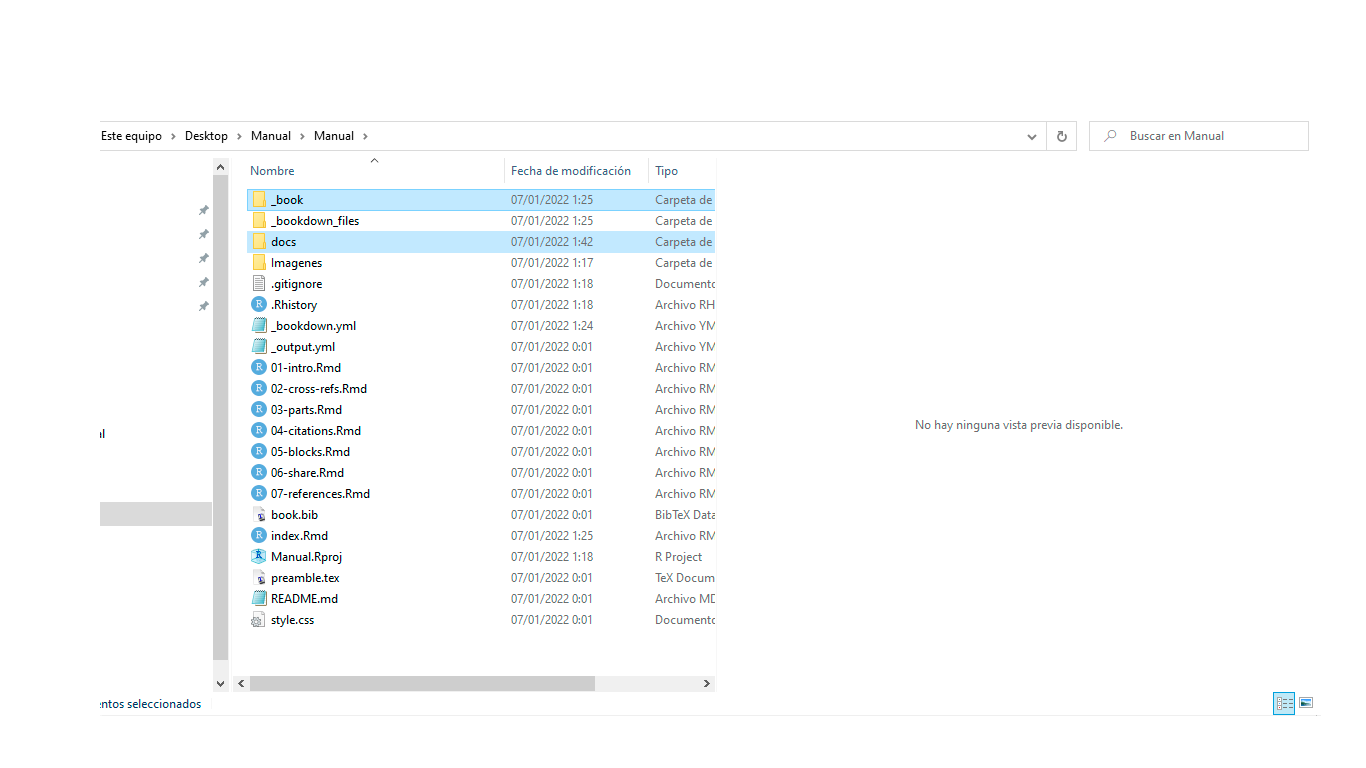 Este equipo > Desktop > Manual > Manual >
Buscar en Manual
Nombre Fecha de modificación Tipo
_book 07/01/2022 1:25 Carpeta de
_bookdown_files 07/01/2022 1:25 Carpeta de
docs 07/01/2022 1:42 Carpeta de
Imagenes 07/01/2022 1:17 Carpeta de
.gitignore 07/01/2022 1:18 Documento
.Rhistory 07/01/2022 1:18 Archivo RH
_bookdown.yml 07/01/2022 1:24 Archivo YM
_output.yml 07/01/2022 0:01 Archivo YM
01-intro.Rmd 07/01/2022 0:01 Archivo RM
02-cross-refs.Rmd 07/01/2022 0:01 Archivo RM
03-parts.Rmd 07/01/2022 0:01 Archivo RM
04-citations.Rmd 07/01/2022 0:01 Archivo RM
05-blocks.Rmd 07/01/2022 0:01 Archivo RM
06-share.Rmd 07/01/2022 0:01 Archivo RM
07-references.Rmd 07/01/2022 0:01 Archivo RM
book.bib 07/01/2022 0:01 BibTeX Data
index.Rmd 07/01/2022 1:25 Archivo RM
Manual.Rproj 07/01/2022 1:18 R Project
preamble.tex 07/01/2022 0:01 TeX Docum
README.md 07/01/2022 0:01 Archivo MD
style.css 07/01/2022 0:01 Documento
No hay ninguna vista previa disponible.
al
entos seleccionados